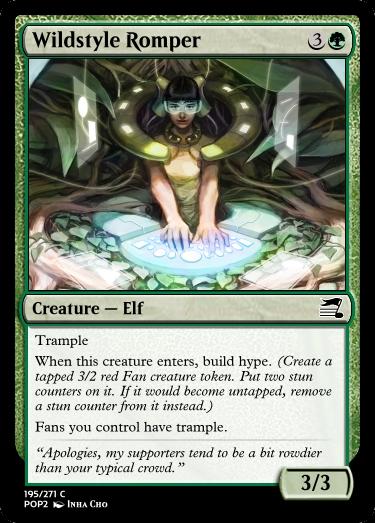 Wildstyle Romper 3
Creature — Elf
Trample
When this creature enters, build hype. (Create a
tapped 3/2 red Fan creature token. Put two stun
counters on it. If it would become untapped, remove
a stun counter from it instead.)
Fans you control have trample.
“Apologies, my supporters tend to be a bit rowdier
than your typical crowd.”
3/3
195/271 C
POP2 Inha Cho